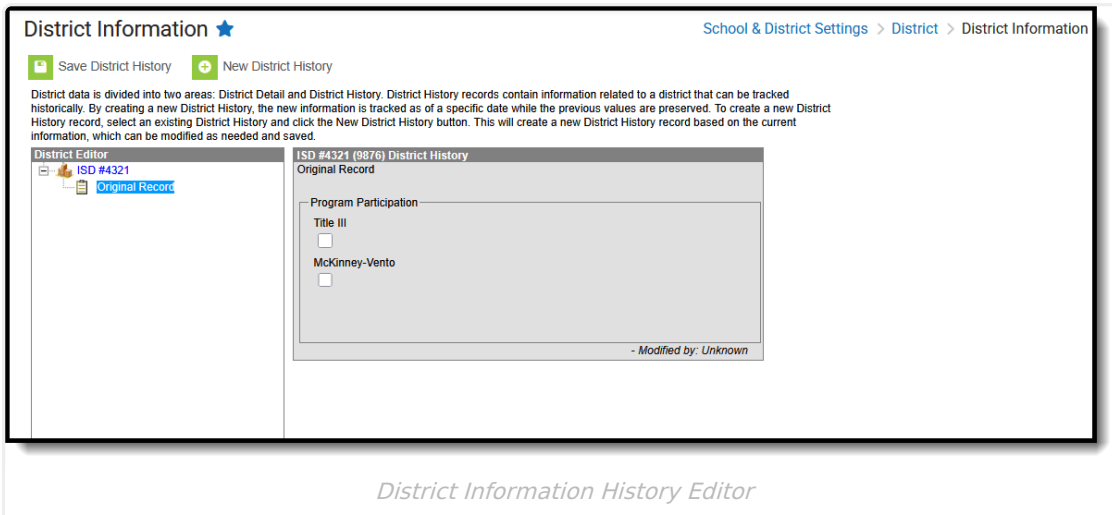 District Information
School & District Settings > District > District Information
Save District History New District History
District data is divided into two areas: District Detail and District History. District History records contain information related to a district that can be tracked
historically. By creating a new District History, the new information is tracked as of a specific date while the previous values are preserved. To create a new District
History record, select an existing District History and click the New District History button. This will create a new District History record based on the current
information, which can be modified as needed and saved.
District Editor
ISD #4321
Original Record
ISD #4321 (9876) District History
Original Record
Program Participation
Title III
McKinney-Vento
- Modified by: Unknown
District Information History Editor